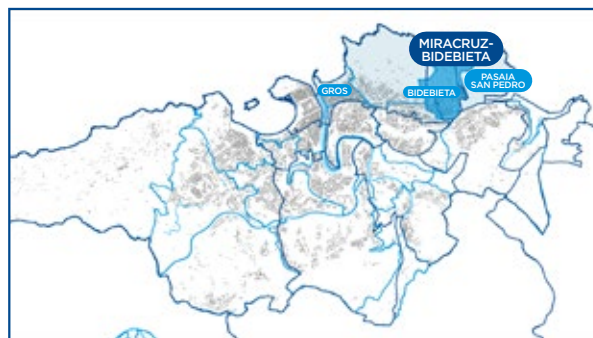 MIRACRUZ-
BIDEBIETA
GROS
BIDEBIETA
PASAIA
SAN PEDRO